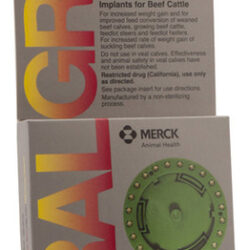 Implants for Beef Cattle
For increased weight gain and for
improved feed conversion of weaned
beef calves, growing beef cattle,
feedlot steers and feedlot heifers.
For increased rate of weight gain of
suckling beef calves.
Do not use in veal calves. Effectiveness
and animal safety in veal calves have
not been established.
Restricted drug (California), use only
as directed.
See package insert for use directions.
Manufactured by a non-sterilizing
process.
GR
RAL
MERCK
Animal Health